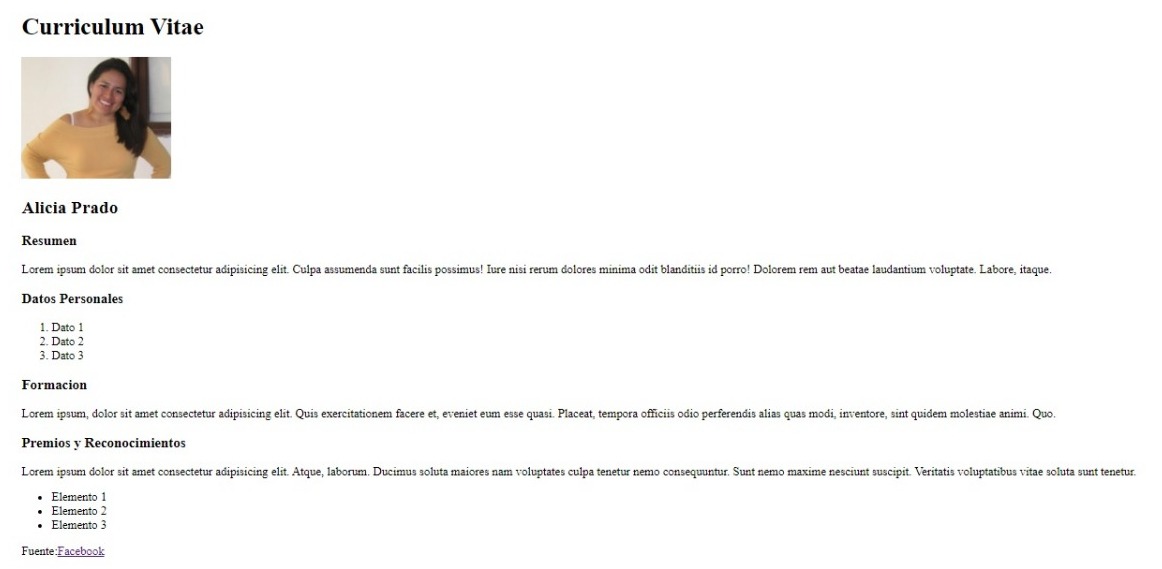 Curriculum Vitae
Alicia Prado
Resumen
Lorem ipsum dolor sit amet consectetur adipisicing elit. Culpa assumenda sunt facilis possimus! Iure nisi rerum dolores minima odit blanditiis id porro! Dolorem rem aut beatae laudantium voluptate. Labore, itaque.
Datos Personales
1. Dato 1
2. Dato 2
3. Dato 3
Formacion
Lorem ipsum, dolor sit amet consectetur adipisicing elit. Quis exercitationem facere et, eveniet eum esse quasi. Placeat, tempora officiis odio perferendis alias quas modi, inventore, sint quidem molestiae animi. Quo.
Premios y Reconocimientos
Lorem ipsum dolor sit amet consectetur adipisicing elit. Atque, laborum. Ducimus soluta maiores nam voluptates culpa tenetur nemo consequuntur. Sunt nemo maxime nesciunt suscipit. Veritatis voluptatibus vitae soluta sunt tenetur.
• Elemento 1
• Elemento 2
• Elemento 3
Fuente:Facebook